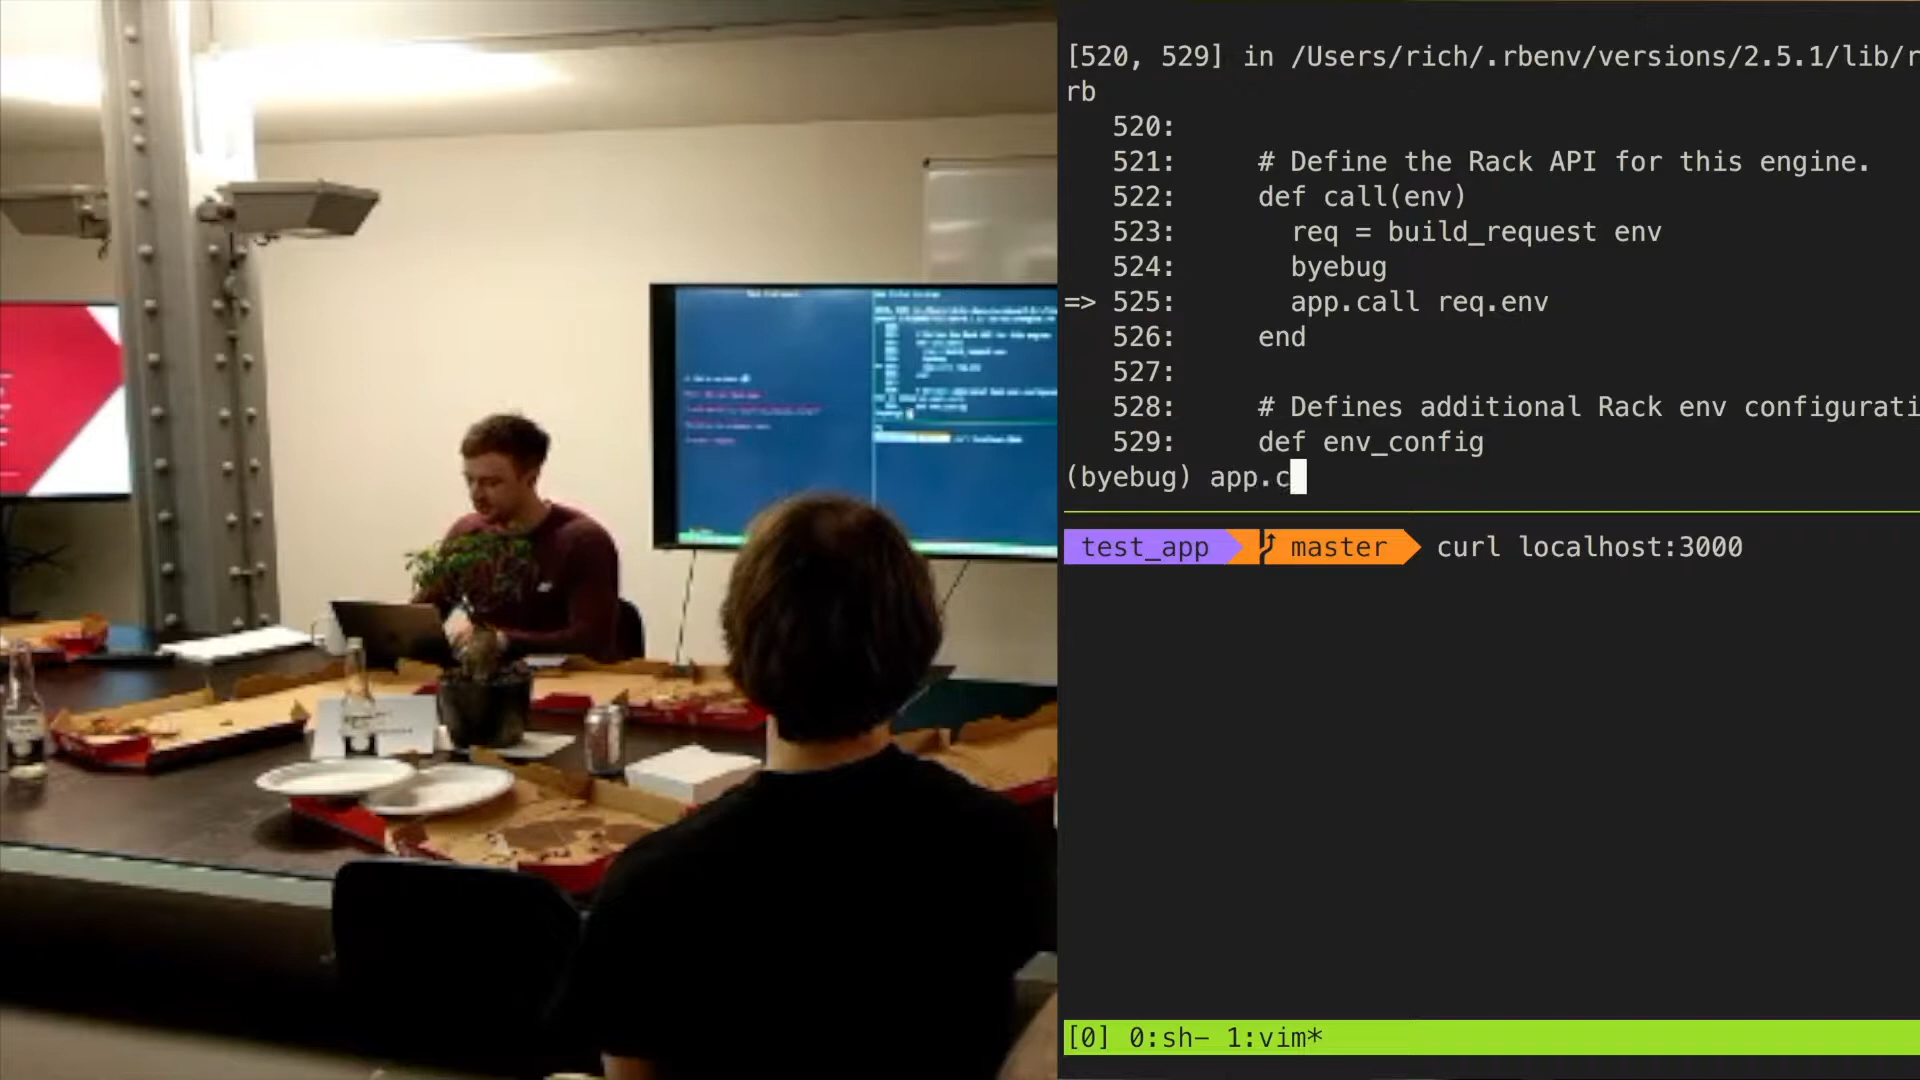 [520, 529] in /Users/rich/.rbenv/versions/2.5.1/lib/r
rb
520:
521: # Define the Rack API for this engine.
522: def call(env)
523: req = build_request env
524: byebug
=> 525: app.call req.env
526: end
527:
528: # Defines additional Rack env configurati
529: def env_config
(byebug) app.c
test_app master curl localhost:3000
[0] 0:sh- 1:vim*